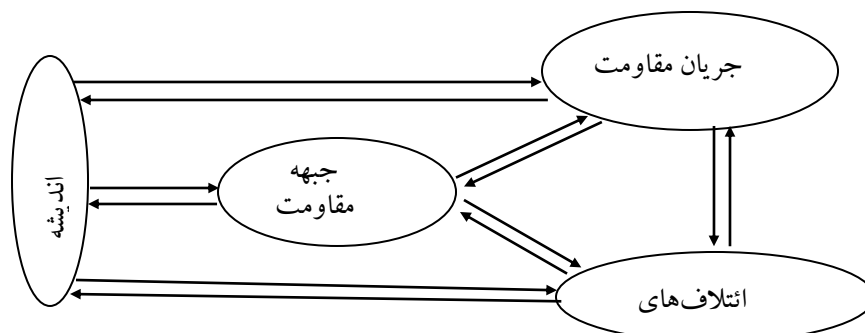 جریان مقاومت
جبهه
مقاومت
اندیشه
ائتلاف‌های